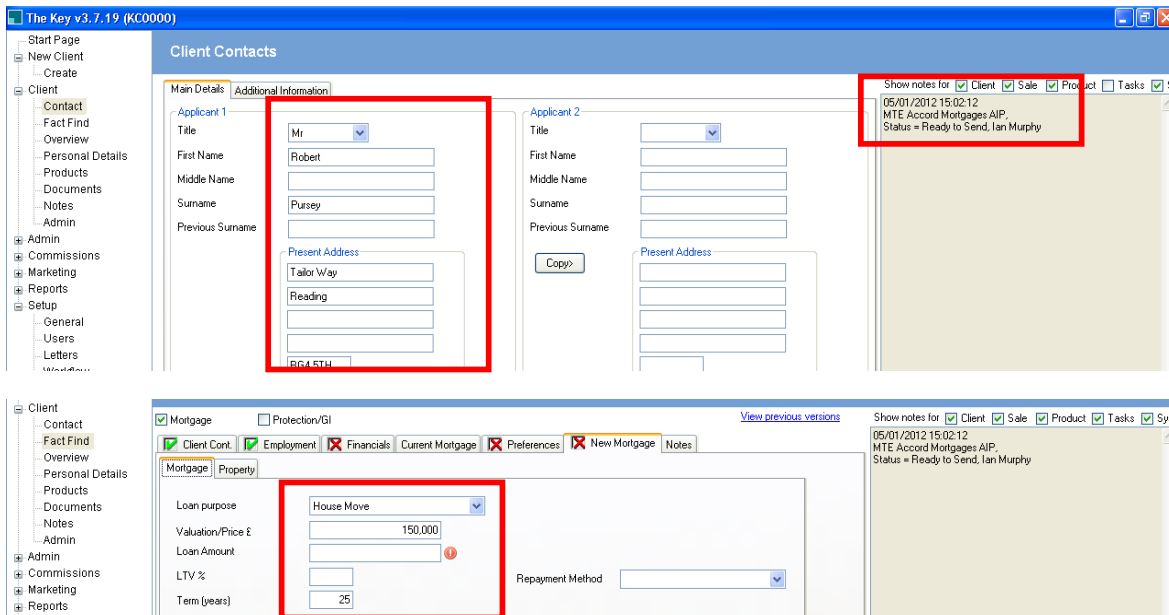 The Key v3.7.19 (KC0000)
Start Page
New Client
Create
Client
Contact
Fact Find
Overview
Personal Details
Products
Documents
Notes
Admin
Admin
Commissions
Marketing
Reports
Setup
General
Users
Letters
Workflow
Client Contacts
Main Details Additional Information
Applicant 1
Title Mr
First Name Robert
Middle Name
Surname Pursey
Previous Surname
Present Address
Tailor Way
Reading
RG4 5TH
Applicant 2
Title
First Name
Middle Name
Surname
Previous Surname
Copy>
Present Address
Show notes for Client Sale Product Tasks S
05/01/2012 15:02:12
MTE Accord Mortgages AIP,
Status = Ready to Send, Ian Murphy
Client
Contact
Fact Find
Overview
Personal Details
Products
Documents
Notes
Admin
Admin
Commissions
Marketing
Reports
Mortgage Protection/GI View previous versions
Client Cont. Employment Financials Current Mortgage Preferences New Mortgage Notes
Mortgage Property
Loan purpose House Move
Valuation/Price £ 150,000
Loan Amount
LTV %
Repayment Method
Term (years) 25
Show notes for Client Sale Product Tasks Sy
05/01/2012 15:02:12
MTE Accord Mortgages AIP,
Status = Ready to Send, Ian Murphy